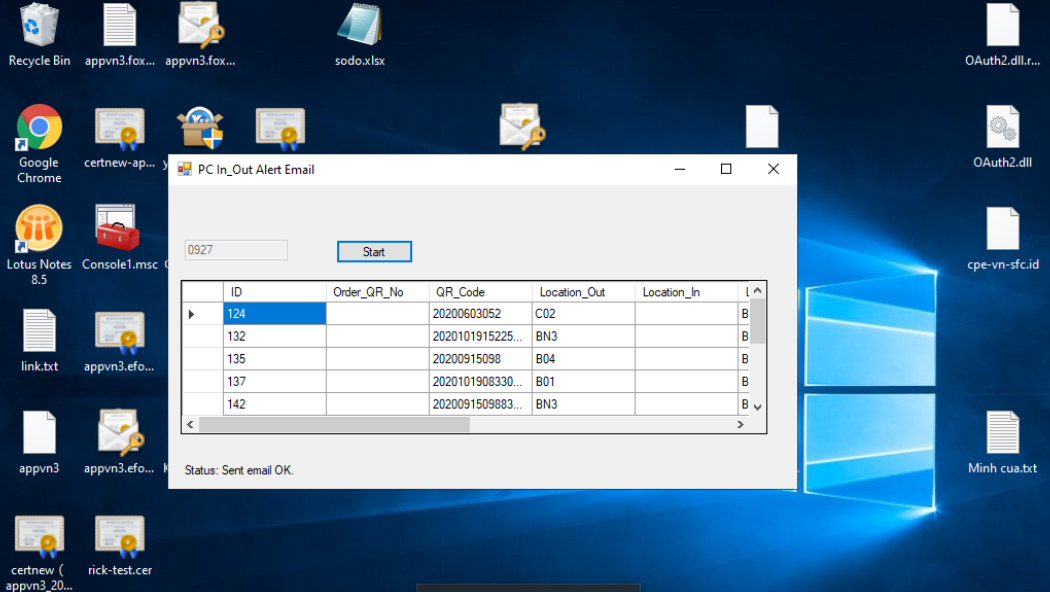 Recycle Bin
appvn3.fox...
appvn3.fox...
sodo.xlsx
OAuth2.dll.r...
Google
Chrome
certnew-ap...
OAuth2.dll
PC In_Out Alert Email
0927
Start
Lotus Notes
8.5
Console1.msc
cpe-vn-sfc.id
ID Order_QR_No QR_Code Location_Out Location_In
124 20200603052 C02 B
132 2020101915225... BN3 B
135 20200915098 B04 B
137 2020101908330... B01 B
142 2020091509883... BN3 B
link.txt
appvn3.efo...
appvn3
appvn3.efo...
Status: Sent email OK.
Minh cua.txt
certnew (
appvn3_20...
rick-test.cer